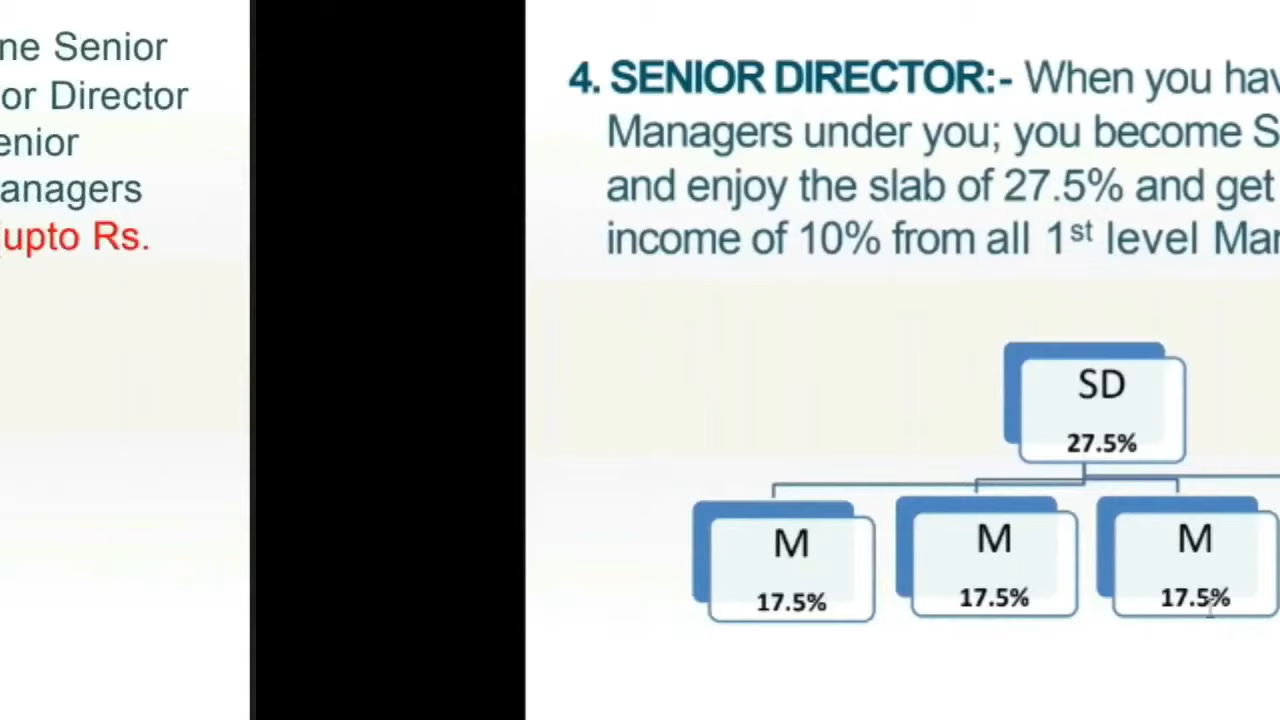 ne Senior
or Director
enior
anagers
upto Rs.
4. SENIOR DIRECTOR:- When you hav
Managers under you; you become S
and enjoy the slab of 27.5% and get
income of 10% from all 1st level Man
SD
27.5%
M
17.5%
M
17.5%
M
17.5%